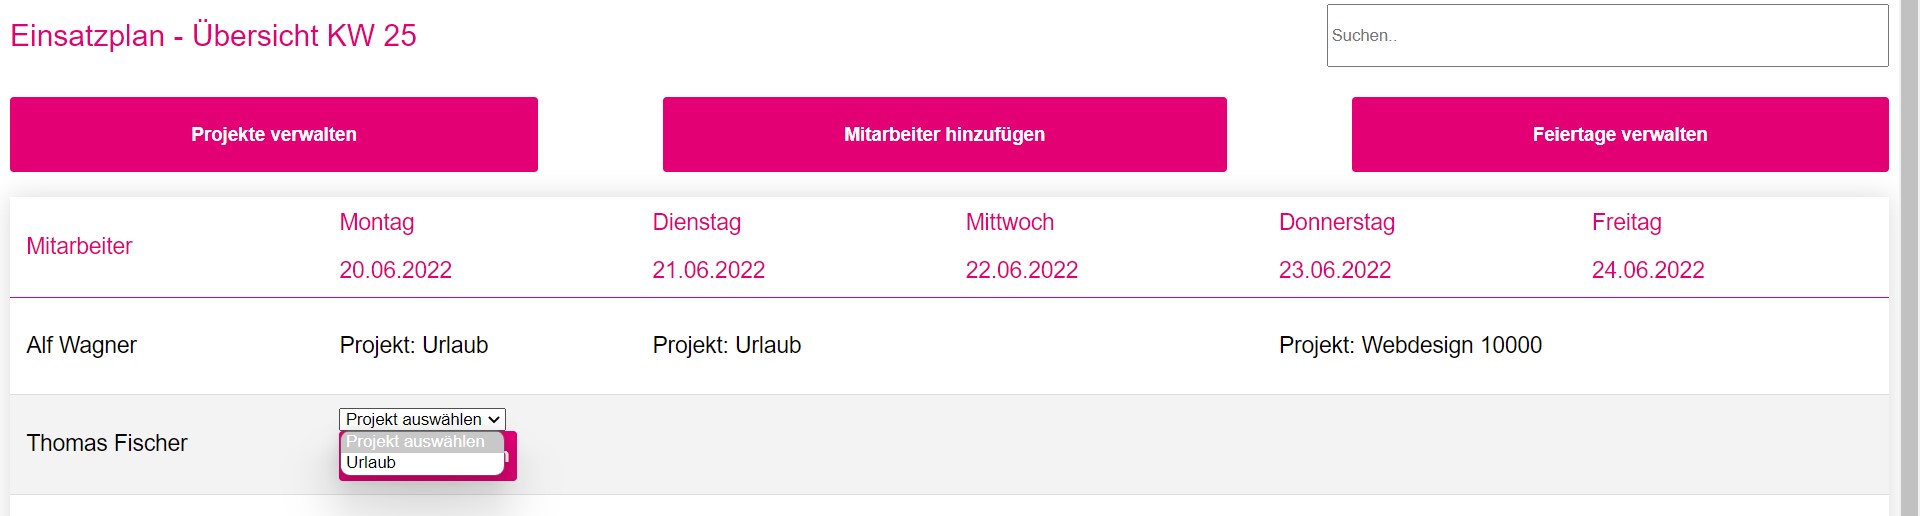 Einsatzplan - Übersicht KW 25
Suchen..
Projekte verwalten
Mitarbeiter hinzufügen
Feiertage verwalten
Mitarbeiter
Montag
20.06.2022
Dienstag
21.06.2022
Mittwoch
22.06.2022
Donnerstag
23.06.2022
Freitag
24.06.2022
Alf Wagner
Projekt: Urlaub
Projekt: Urlaub
Projekt: Webdesign 10000
Thomas Fischer
Projekt auswählen
Projekt auswählen
Urlaub